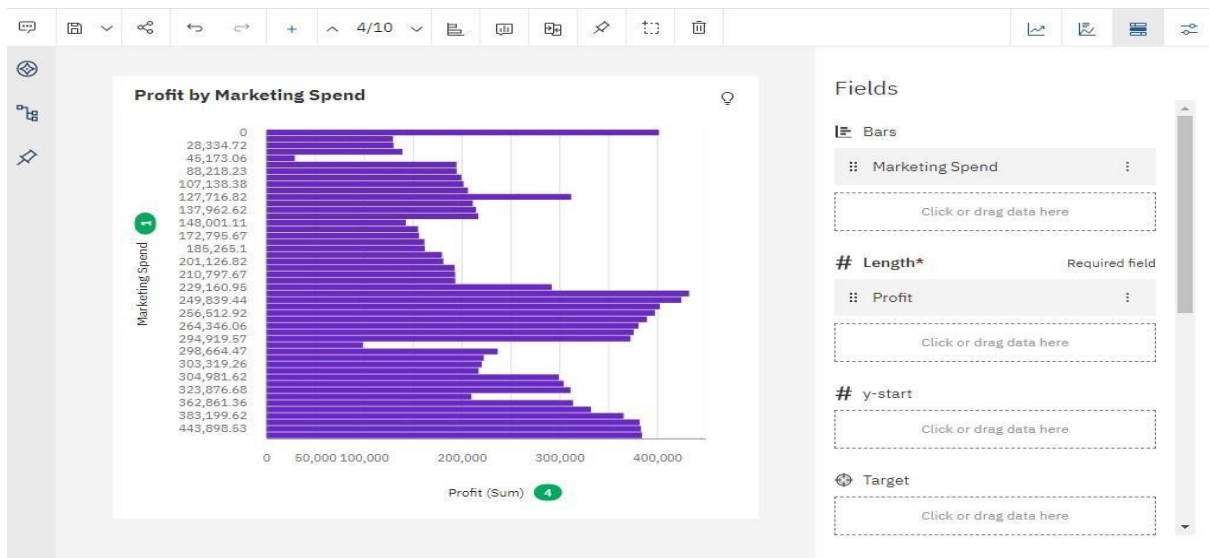 4/10
Profit by Marketing Spend
0
28,334.72
45,173.06
88,218.23
107,138.38
127,716.82
137,962.62
148,001.11
172,795.67
185,265.1
201,126.82
210,797.67
229,160.95
249,839.44
256,512.92
264,346.06
294,919.57
298,664.47
303,319.26
304,981.62
323,876.68
362,861.36
383,199.62
443,898.53
Marketing Spend 1
0 50,000 100,000 200,000 300,000 400,000
Profit (Sum) 4
Fields
Bars
Marketing Spend
Click or drag data here
# Length* Required field
Profit
Click or drag data here
# y-start
Click or drag data here
Target
Click or drag data here